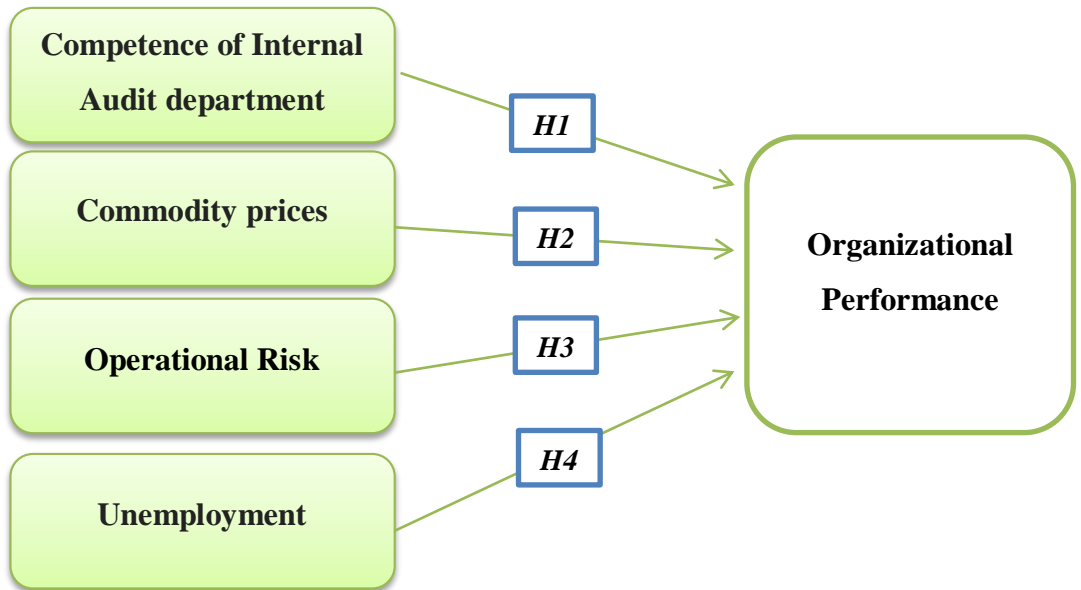 Competence of Internal
Audit department
H1
Commodity prices
H2
Organizational
Performance
Operational Risk
H3
H4
Unemployment